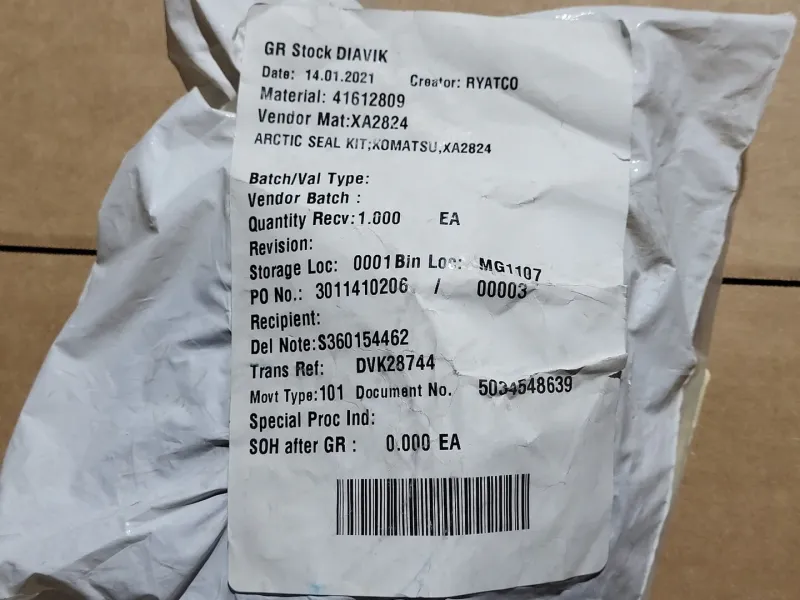 GR Stock DIAVIK
Date: 14.01.2021 Creator: RYATCO
Material: 41612809
Vendor Mat:XA2824
ARCTIC SEAL KIT;KOMATSU,XA2824
Batch/Val Type:
Vendor Batch :
Quantity Recv:1.000 EA
Revision:
Storage Loc: 0001 Bin Loc: MG1107
PO No.: 3011410206 / 00003
Recipient:
Del Note:S360154462
Trans Ref: DVK28744
Movt Type:101 Document No. 5034548639
Special Proc Ind:
SOH after GR : 0.000 EA